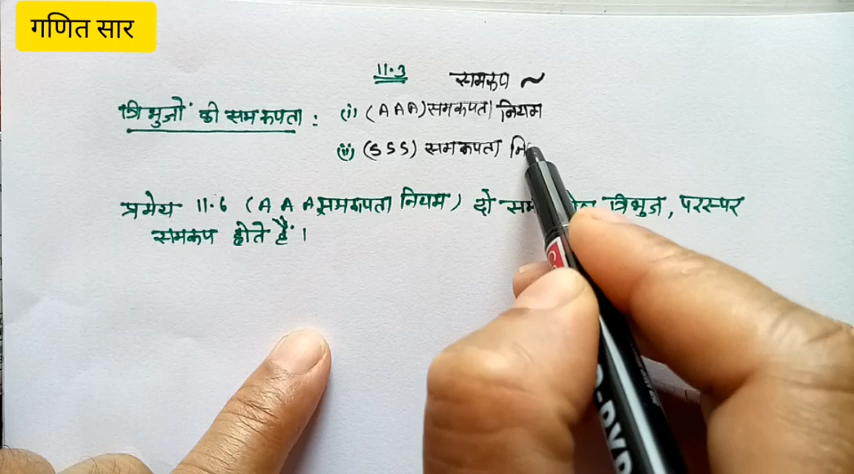 गणित सार
11.3 समरूप ~
त्रिभुजों की समरूपता : (i) (AAA) समरूपता नियम
(ii) (SSS) समरूपता
प्रमेय 11.6 (AAA समरूपता नियम) दो त्रिभुज, परस्पर
समरूप होते हैं।